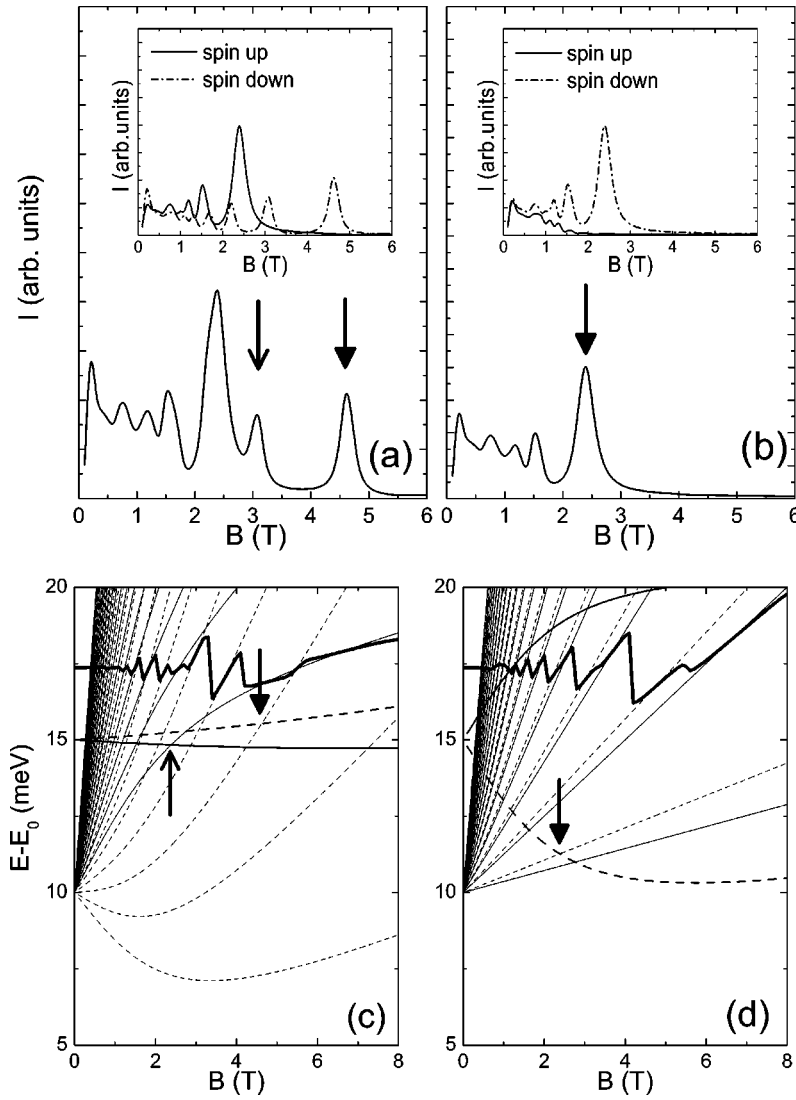 spin up
spin down
I (arb.units)
0 1 2 3 4 5 6
B (T)
spin up
spin down
I (arb.units)
0 1 2 3 4 5 6
B (T)
I (arb. units)
(a)
(b)
0 1 2 3 4 5 6
B (T)
0 1 2 3 4 5 6
B (T)
20
15
10
5
E-E0 (meV)
(c)
0 2 4 6 8
B (T)
20
15
10
5
(d)
0 2 4 6 8
B (T)